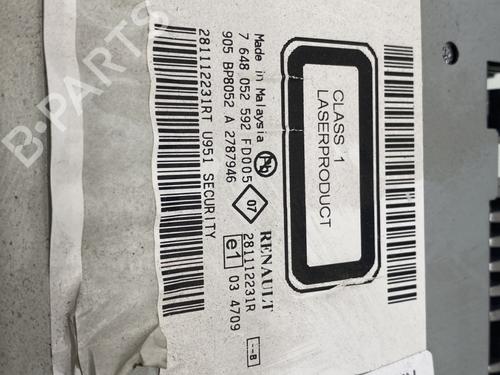 Made in Malaysia
7 648 052 592 FD005
905 BP8052 A 2787946
281112231RT U951 SECURITY
Pb
07
RENAULT
281112231R
e1
03 4709
--B
CLASS 1
LASERPRODUCT
B-PARTS